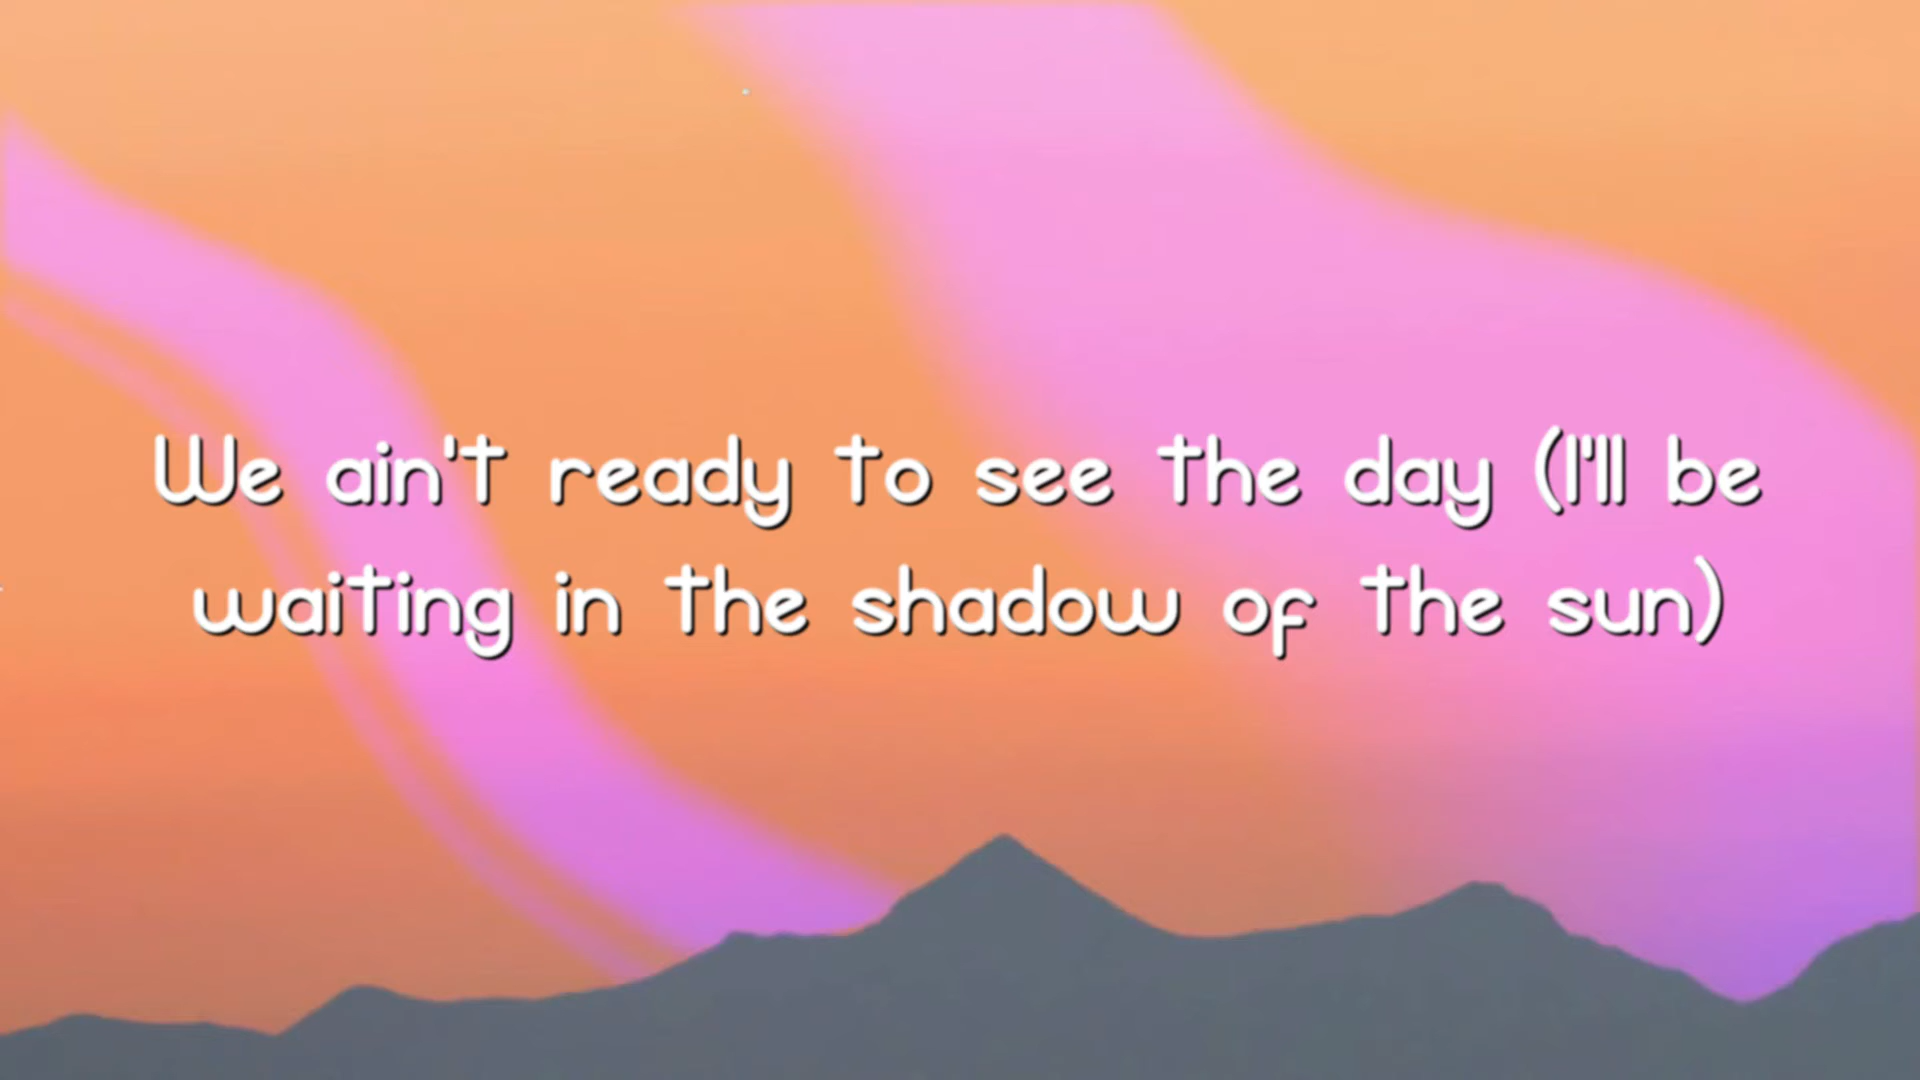 We ain't ready to see the day (I'll be
waiting in the shadow of the sun)